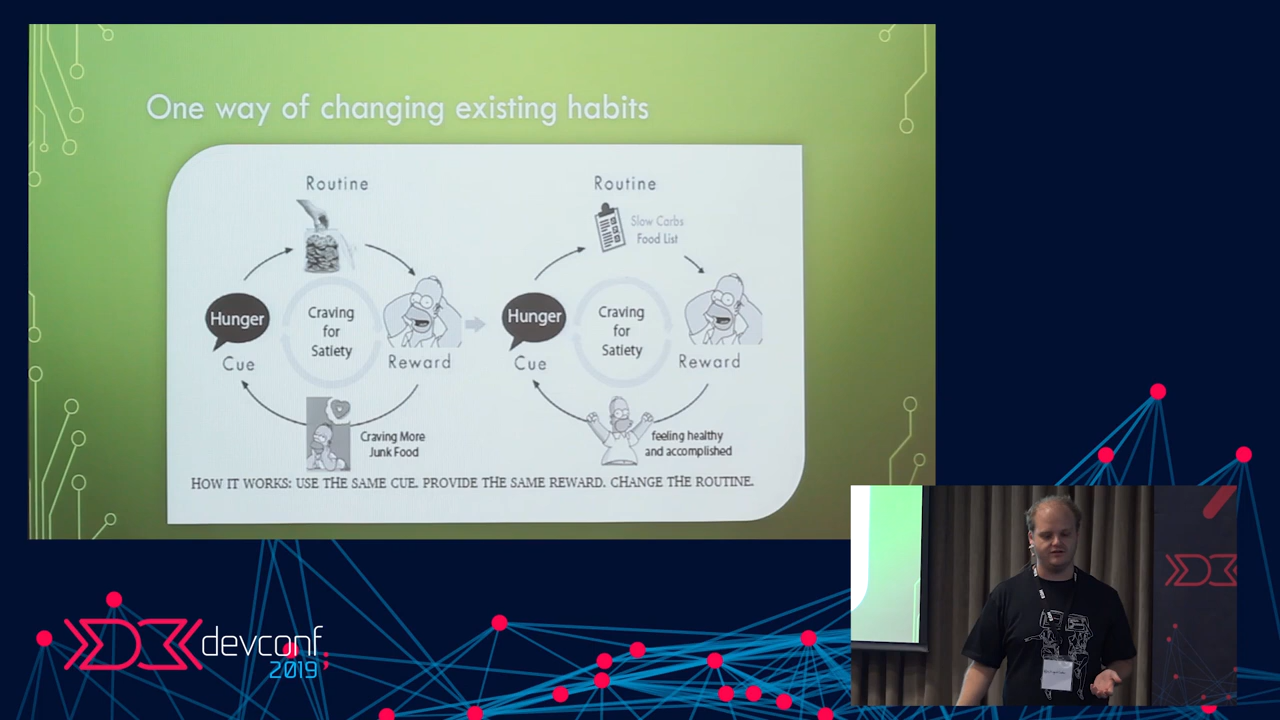 One way of changing existing habits
Routine
Hunger
Cue
Craving
for
Satiety
Reward
Craving More
Junk Food
Routine
Slow Carbs
Food List
Hunger
Cue
Craving
for
Satiety
Reward
feeling healthy
and accomplished
HOW IT WORKS: USE THE SAME CUE. PROVIDE THE SAME REWARD. CHANGE THE ROUTINE.
devconf;
2019